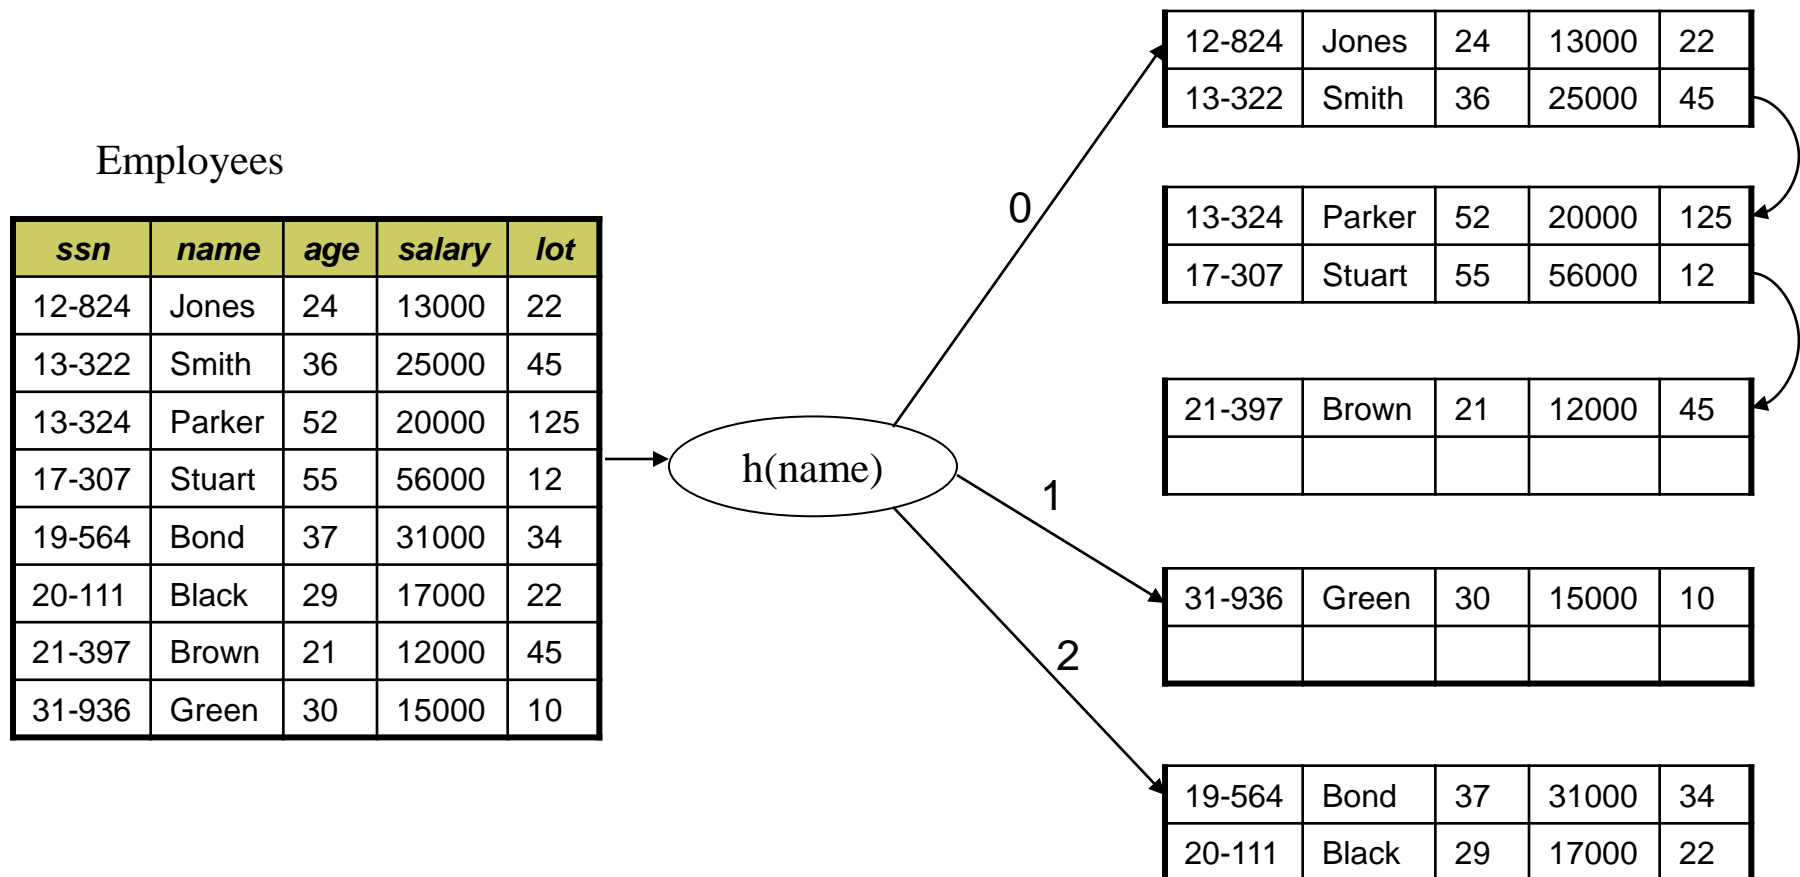 Employees
ssn name age salary lot
12-824 Jones 24 13000 22
13-322 Smith 36 25000 45
13-324 Parker 52 20000 125
17-307 Stuart 55 56000 12
19-564 Bond 37 31000 34
20-111 Black 29 17000 22
21-397 Brown 21 12000 45
31-936 Green 30 15000 10
h(name)
0
1
2
12-824 Jones 24 13000 22
13-322 Smith 36 25000 45
13-324 Parker 52 20000 125
17-307 Stuart 55 56000 12
21-397 Brown 21 12000 45
31-936 Green 30 15000 10
19-564 Bond 37 31000 34
20-111 Black 29 17000 22